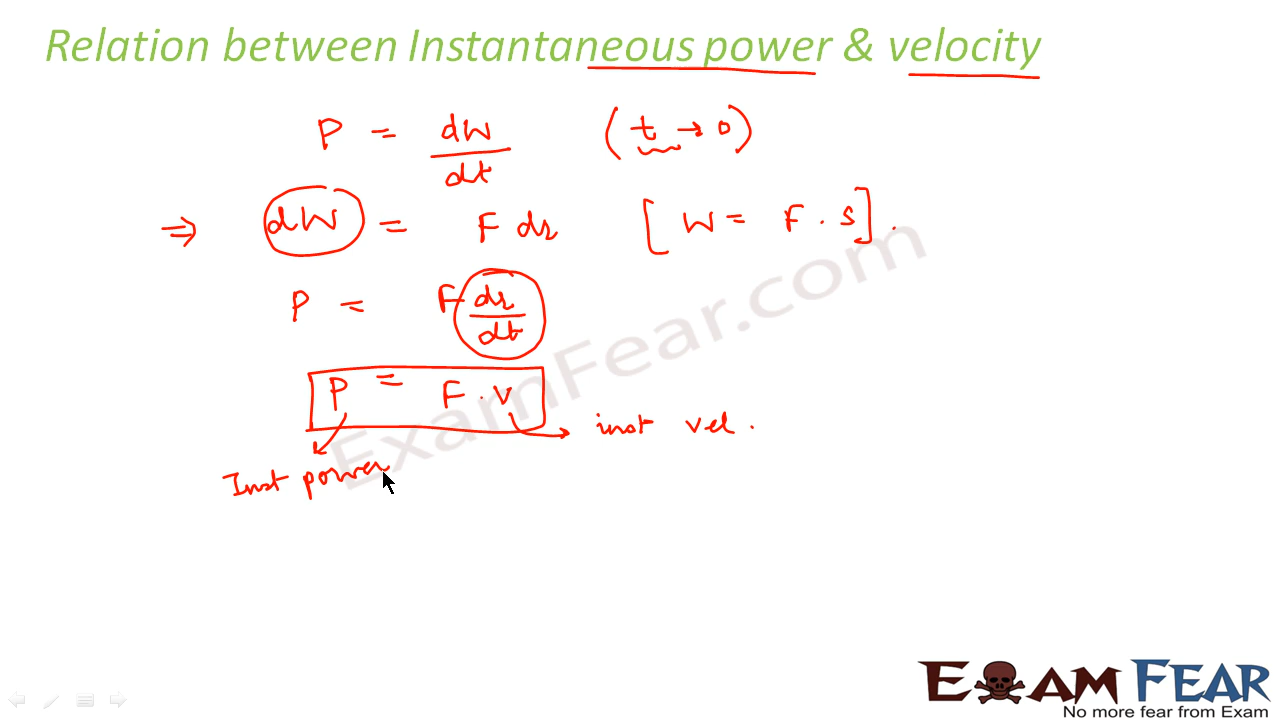 Relation between Instantaneous power & velocity
P = dW/dt (t → 0)
⇒ dW = F dr [ W = F . s ] .
P = F dr/dt
P = F . v
inst vel .
Inst power
ExamFear.com
EXAM FEAR
No more fear from Exam